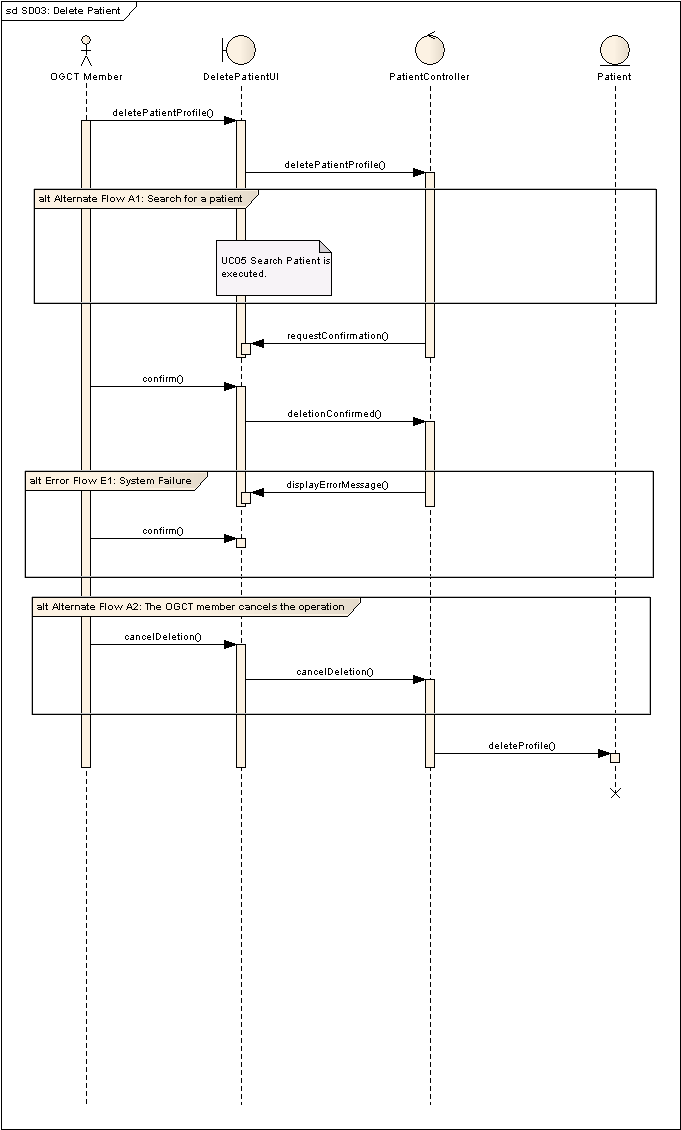 sd SD03: Delete Patient
OGCT Member
DeletePatientUI
PatientController
Patient
deletePatientProfile()
deletePatientProfile()
alt Alternate Flow A1: Search for a patient
UC05 Search Patient is
executed.
requestConfirmation()
confirm()
deletionConfirmed()
alt Error Flow E1: System Failure
displayErrorMessage()
confirm()
alt Alternate Flow A2: The OGCT member cancels the operation
cancelDeletion()
cancelDeletion()
deleteProfile()